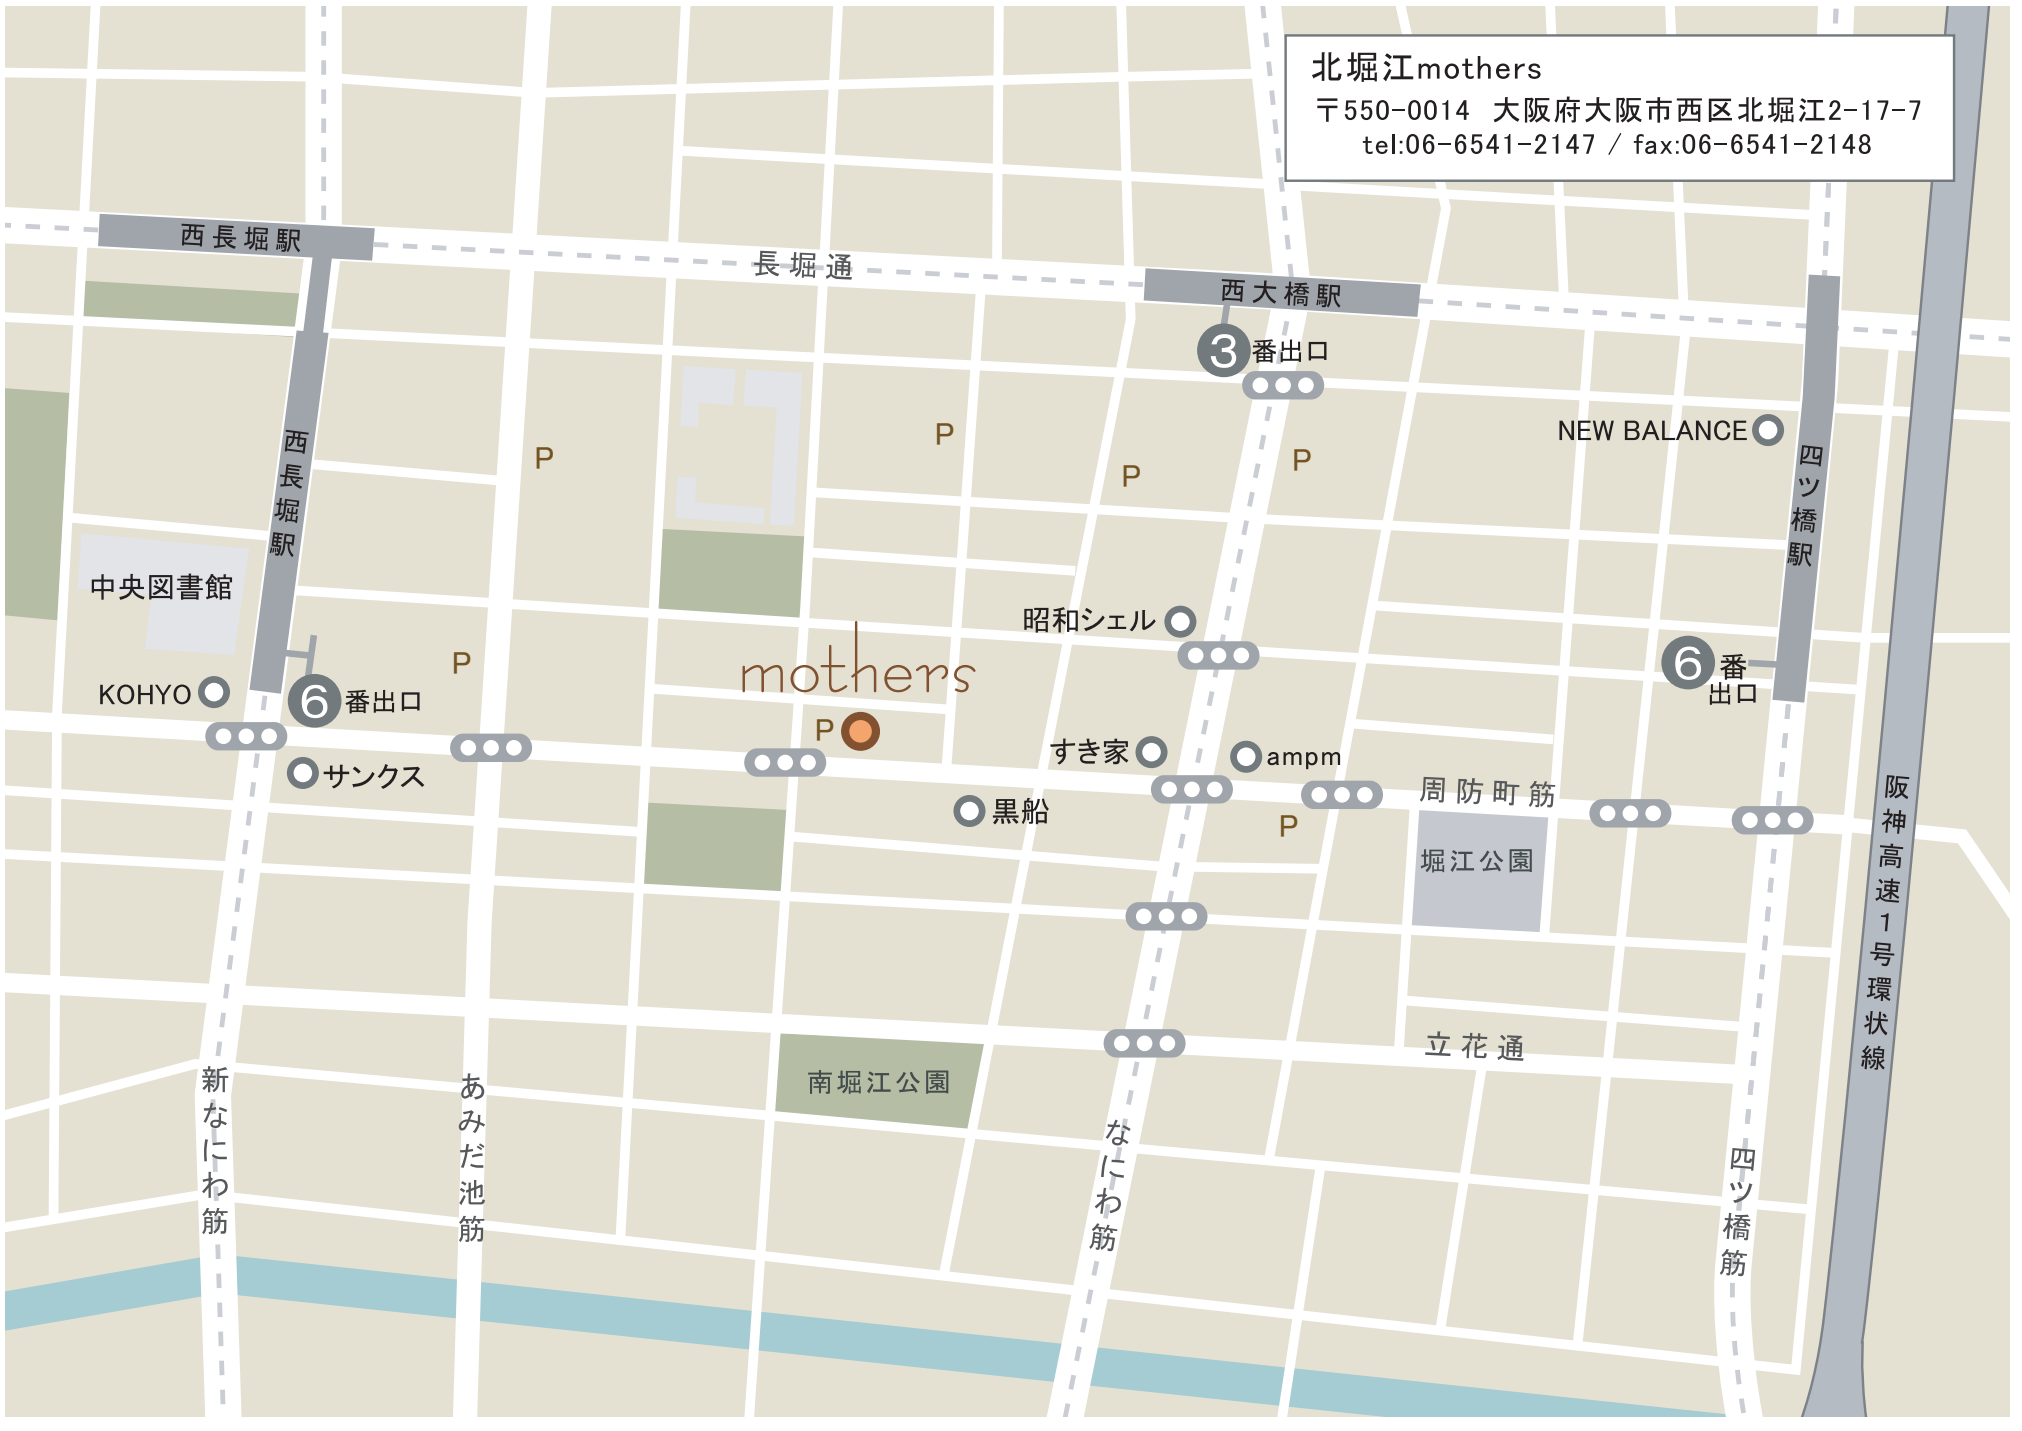 北堀江mothers
〒550-0014 大阪府大阪市西区北堀江2-17-7
tel:06-6541-2147 / fax:06-6541-2148
西長堀駅
長堀通
西大橋駅
3番出口
NEW BALANCE
P
P
P
P
西長堀駅
四ツ橋駅
中央図書館
昭和シェル
mothers
P
KOHYO
6番出口
6番
出口
P
すき家
ampm
サンクス
黒船
周防町筋
P
堀江公園
阪神高速1号環状線
立花通
南堀江公園
新なにわ筋
あみだ池筋
なにわ筋
四ツ橋筋